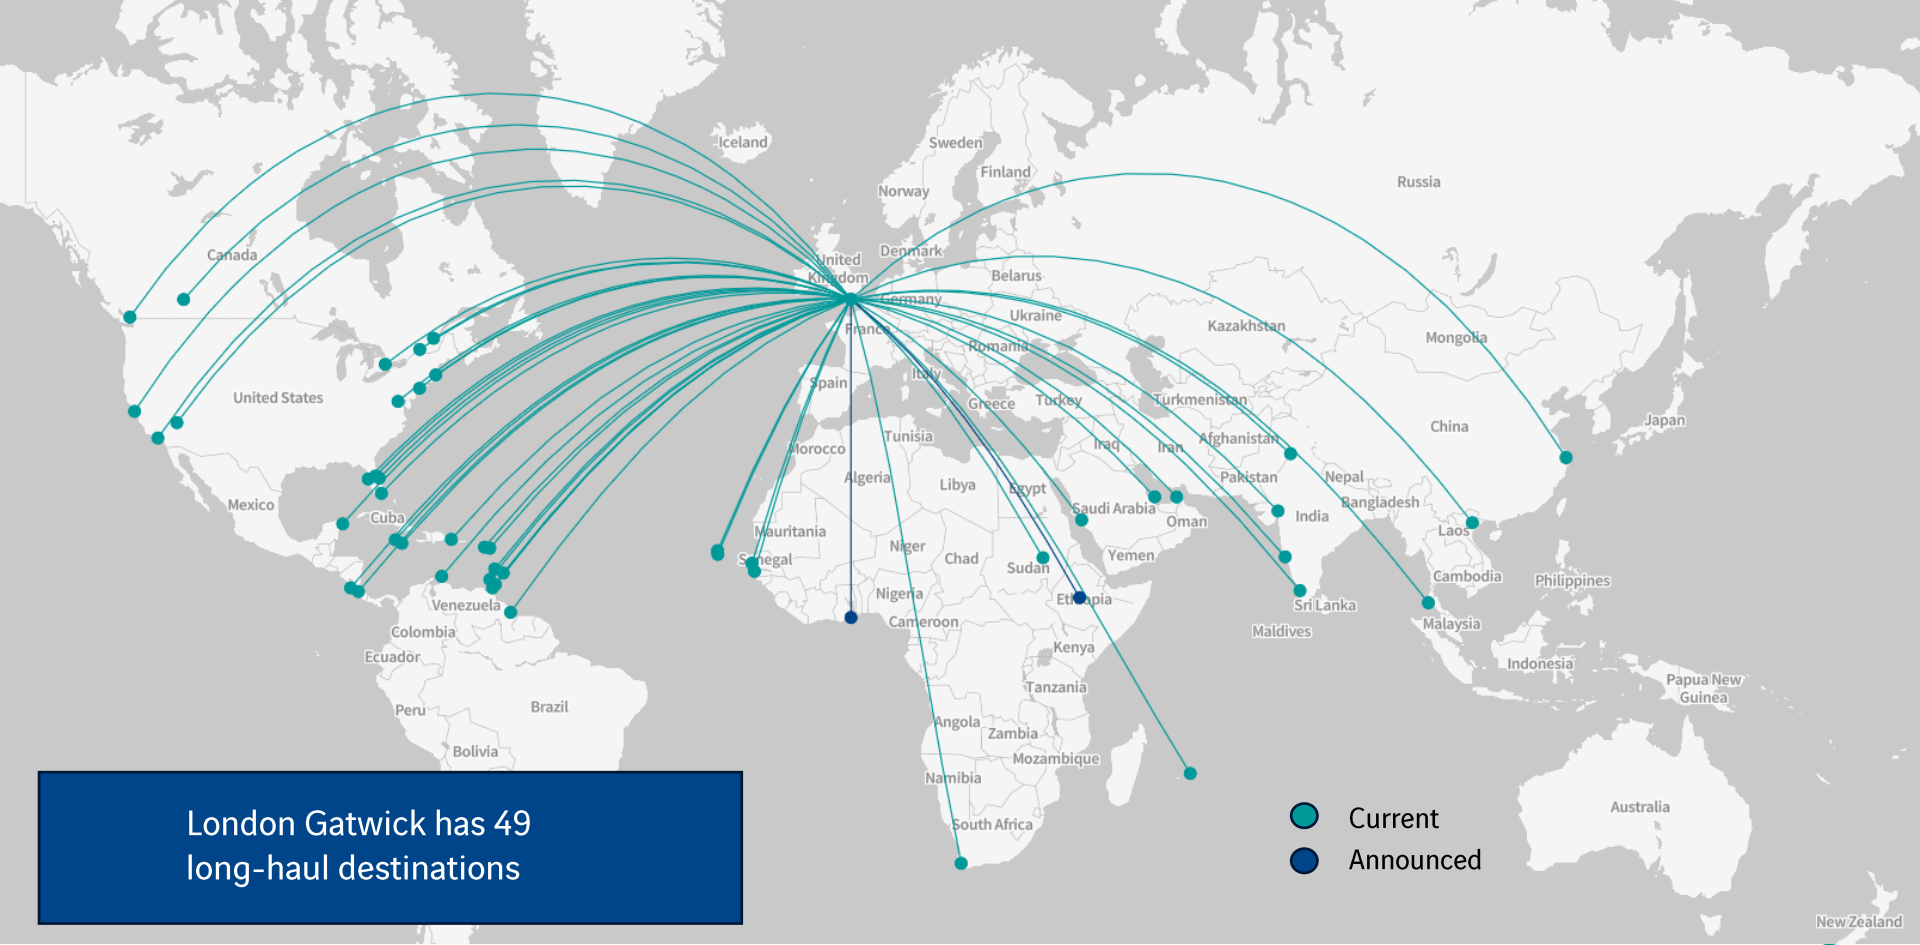 Iceland
Sweden
Finland
Norway
Russia
Canada
United
Kingdom
Denmark
Belarus
Germany
Ukraine
France
Kazakhstan
Mongolia
Romania
Italy
Spain
United States
Greece
Turkey
Turkmenistan
Japan
China
Tunisia
Morocco
Iraq
Iran
Afghanistan
Algeria
Libya
Egypt
Pakistan
Nepal
Mexico
Cuba
Saudi Arabia
Bangladesh
Oman
India
Mauritania
Laos
Niger
Chad
Yemen
Senegal
Sudan
Cambodia
Philippines
Nigeria
Ethiopia
Venezuela
Sri Lanka
Colombia
Cameroon
Maldives
Malaysia
Ecuador
Kenya
Indonesia
Tanzania
Papua New
Guinea
Peru
Brazil
Angola
Zambia
Bolivia
Mozambique
Namibia
Australia
South Africa
New Zealand
London Gatwick has 49
long-haul destinations
Current
Announced